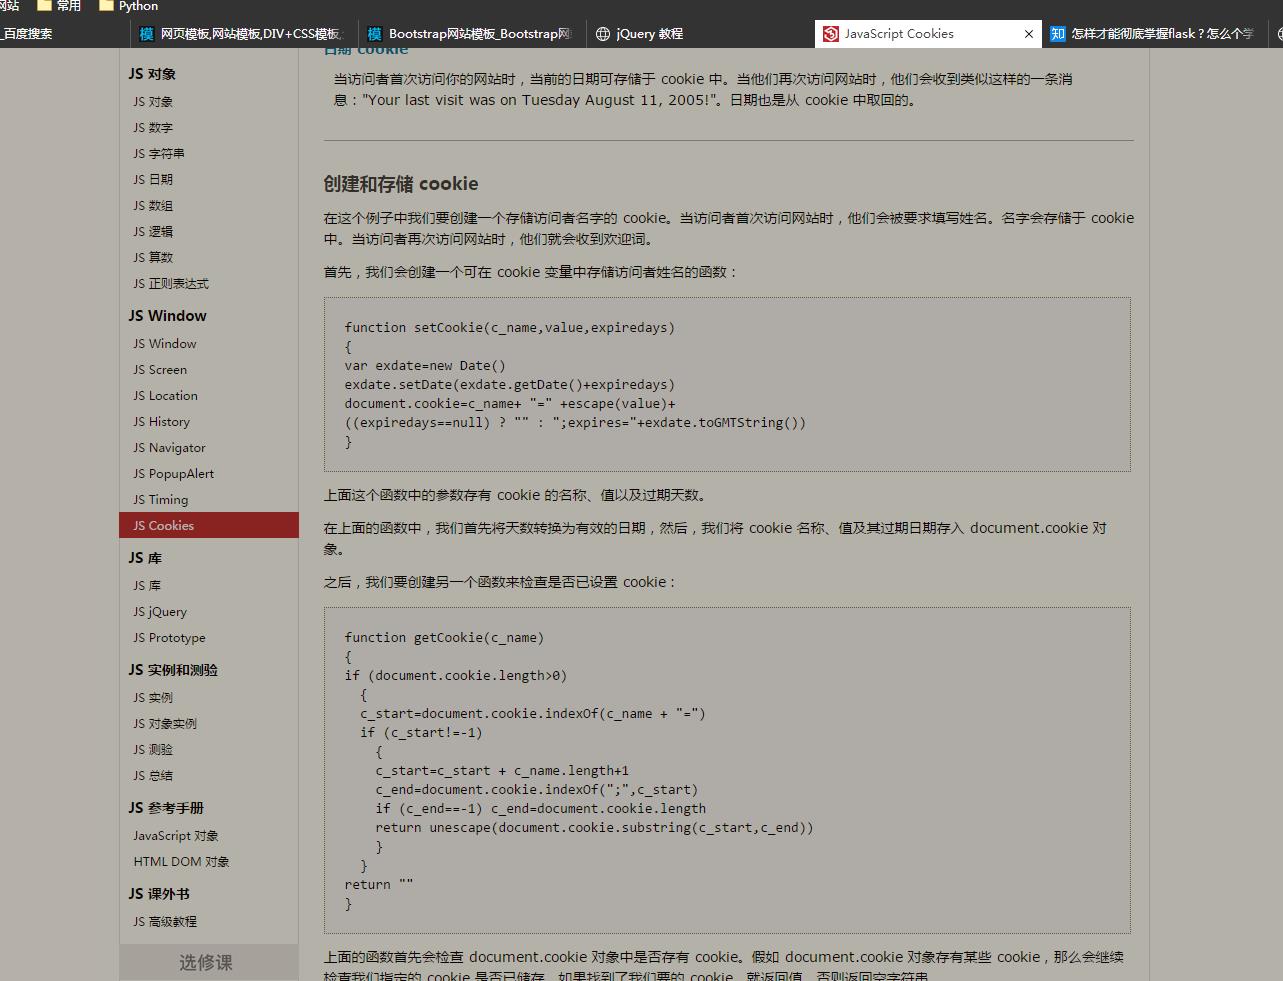 网站 常用 Python
_百度搜索 网页模板,网站模板,DIV+CSS模板, Bootstrap网站模板_Bootstrap网 jQuery 教程 JavaScript Cookies × 怎样才能彻底掌握flask？怎么个学
日期 cookie
当访问者首次访问你的网站时，当前的日期可存储于 cookie 中。当他们再次访问网站时，他们会收到类似这样的一条消
息："Your last visit was on Tuesday August 11, 2005!"。日期也是从 cookie 中取回的。
创建和存储 cookie
在这个例子中我们要创建一个存储访问者名字的 cookie。当访问者首次访问网站时，他们会被要求填写姓名。名字会存储于 cookie
中。当访问者再次访问网站时，他们就会收到欢迎词。
首先，我们会创建一个可在 cookie 变量中存储访问者姓名的函数：
function setCookie(c_name,value,expiredays)
{
var exdate=new Date()
exdate.setDate(exdate.getDate()+expiredays)
document.cookie=c_name+ "=" +escape(value)+
((expiredays==null) ? "" : ";expires="+exdate.toGMTString())
}
上面这个函数中的参数存有 cookie 的名称、值以及过期天数。
在上面的函数中，我们首先将天数转换为有效的日期，然后，我们将 cookie 名称、值及其过期日期存入 document.cookie 对
象。
之后，我们要创建另一个函数来检查是否已设置 cookie：
function getCookie(c_name)
{
if (document.cookie.length>0)
{
c_start=document.cookie.indexOf(c_name + "=")
if (c_start!=-1)
{
c_start=c_start + c_name.length+1
c_end=document.cookie.indexOf(";",c_start)
if (c_end==-1) c_end=document.cookie.length
return unescape(document.cookie.substring(c_start,c_end))
}
}
return ""
}
上面的函数首先会检查 document.cookie 对象中是否存有 cookie。假如 document.cookie 对象存有某些 cookie，那么会继续
检查我们指定的 cookie 是否已储存。如果找到了我们要的 cookie，就返回值，否则返回空字符串。
JS 对象
JS 对象
JS 数字
JS 字符串
JS 日期
JS 数组
JS 逻辑
JS 算数
JS 正则表达式
JS Window
JS Window
JS Screen
JS Location
JS History
JS Navigator
JS PopupAlert
JS Timing
JS Cookies
JS 库
JS 库
JS jQuery
JS Prototype
JS 实例和测验
JS 实例
JS 对象实例
JS 测验
JS 总结
JS 参考手册
JavaScript 对象
HTML DOM 对象
JS 课外书
JS 高级教程
选修课